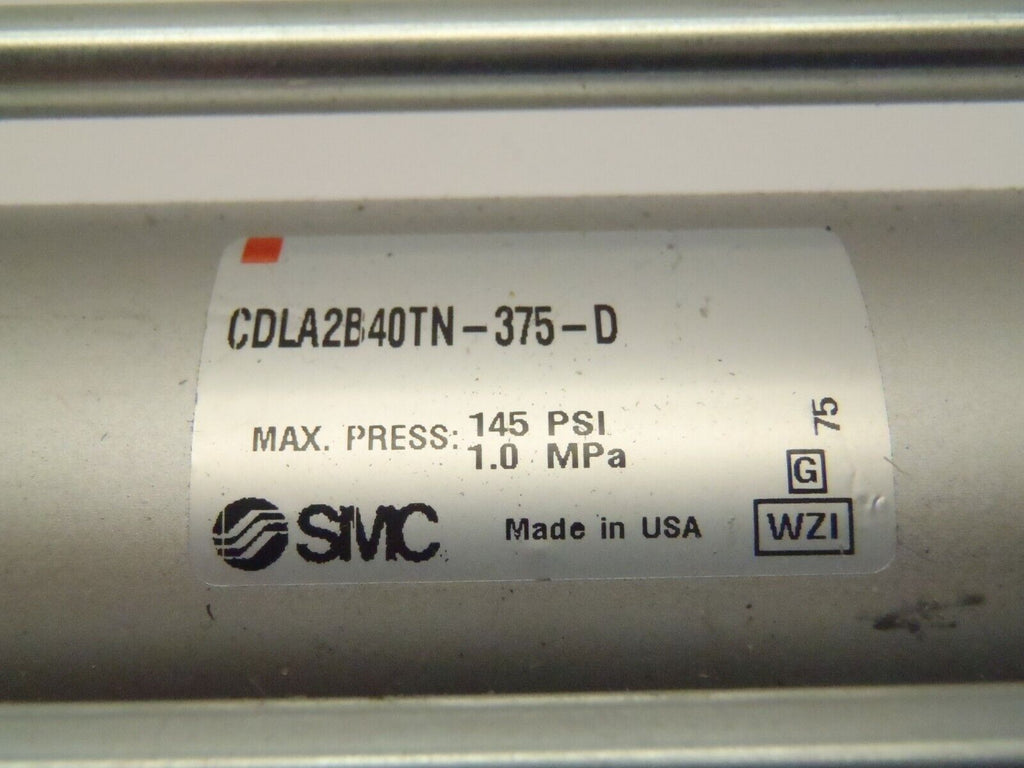 CDLA2B40TN-375-D
MAX. PRESS: 145 PSI
1.0 MPa
SMC
Made in USA
75
G
WZI